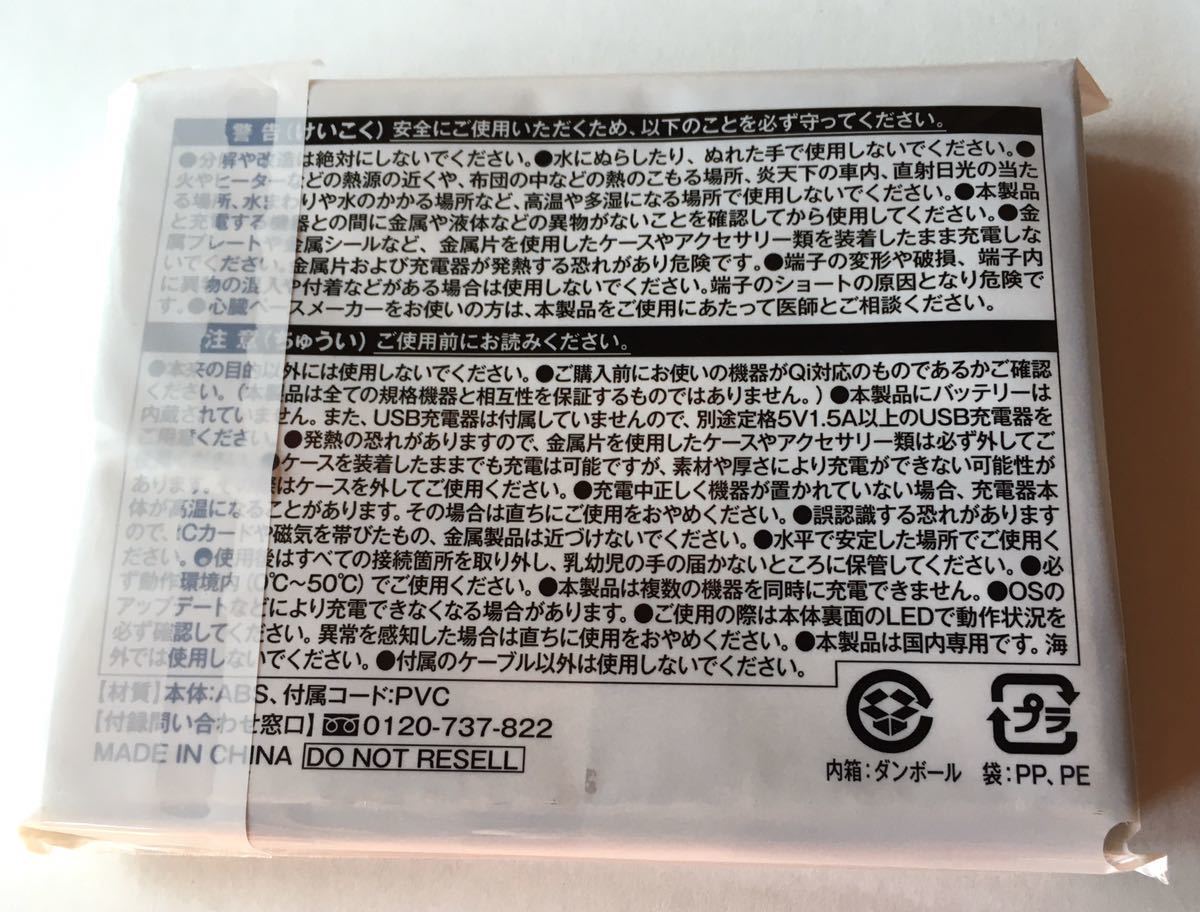 警告(けいこく) 安全にご使用いただくため、以下のことを必ず守ってください。
●分解や改造は絶対にしないでください。●水にぬらしたり、ぬれた手で使用しないでください。●
火やヒーターなどの熱源の近くや、布団の中などの熱のこもる場所、炎天下の車内、直射日光の当た
る場所、水まわりや水のかかる場所など、高温や多湿になる場所で使用しないでください。●本製品
と充電する機器との間に金属や液体などの異物がないことを確認してから使用してください。●金
属プレートや金属シールなど、金属片を使用したケースやアクセサリー類を装着したまま充電しな
いでください。金属片および充電器が発熱する恐れがあり危険です。●端子の変形や破損、端子内
に異物の混入や付着などがある場合は使用しないでください。端子のショートの原因となり危険で
す。●心臓ペースメーカーをお使いの方は、本製品をご使用にあたって医師とご相談ください。
注意(ちゅうい) ご使用前にお読みください。
●本来の目的以外には使用しないでください。●ご購入前にお使いの機器がQi対応のものであるかご確認
ください。(本製品は全ての規格機器と相互性を保証するものではありません。)●本製品にバッテリーは
内蔵されていません。また、USB充電器は付属していませんので、別途定格5V1.5A以上のUSB充電器を
ご用意ください。●発熱の恐れがありますので、金属片を使用したケースやアクセサリー類は必ず外してご
●ケースを装着したままでも充電は可能ですが、素材や厚さにより充電ができない可能性が
あります。はケースを外してご使用ください。●充電中正しく機器が置かれていない場合、充電器本
体が高温になることがあります。その場合は直ちにご使用をおやめください。●誤認識する恐れがあります
ので、ICカードや磁気を帯びたもの、金属製品は近づけないでください。●水平で安定した場所でご使用く
ださい。●使用後はすべての接続箇所を取り外し、乳幼児の手の届かないところに保管してください。●必
ず動作環境内(0℃〜50℃)でご使用ください。●本製品は複数の機器を同時に充電できません。●OSの
アップデートなどにより充電できなくなる場合があります。●ご使用の際は本体裏面のLEDで動作状況を
必ず確認してください。異常を感知した場合は直ちに使用をおやめください。●本製品は国内専用です。海
外では使用しないでください。●付属のケーブル以外は使用しないでください。
【材質】本体:ABS、付属コード:PVC
【付録問い合わせ窓口】0120-737-822
MADE IN CHINA DO NOT RESELL
プラ
内箱:ダンボール 袋:PP、PE